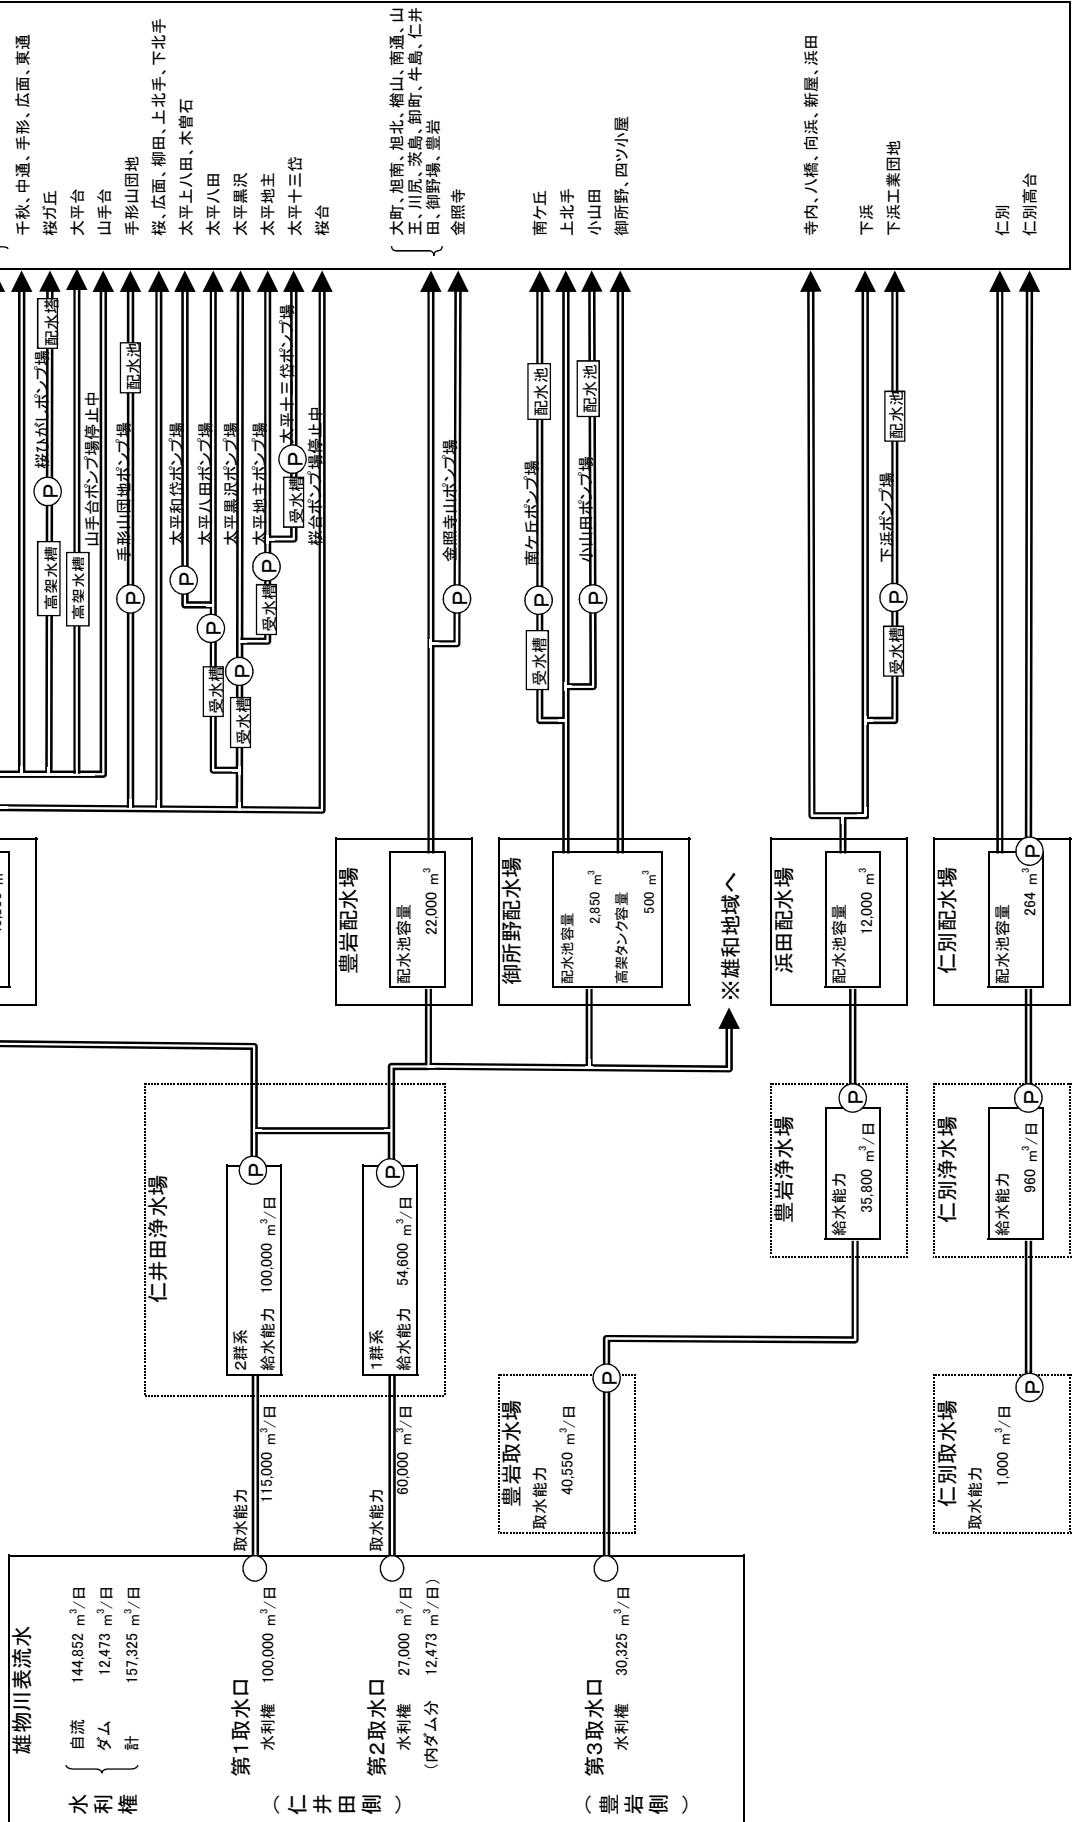 雄物川表流水
水利権
自流 144,852 m³/日
ダム 12,473 m³/日
計 157,325 m³/日
(仁井田側)
第1取水口
水利権 100,000 m³/日
第2取水口
水利権 27,000 m³/日
(内ダム分 12,473 m³/日)
(豊岩側)
第3取水口
水利権 30,325 m³/日
取水能力
115,000 m³/日
取水能力
60,000 m³/日
豊岩取水場
取水能力
40,550 m³/日
P
仁別取水場
取水能力
1,000 m³/日
P
仁井田浄水場
2群系
給水能力 100,000 m³/日
P
1群系
給水能力 54,600 m³/日
P
豊岩浄水場
給水能力
35,800 m³/日
P
仁別浄水場
給水能力
960 m³/日
P
豊岩配水場
配水池容量
22,000 m³
御所野配水場
配水池容量
2,850 m³
高架タンク容量
500 m³
※雄和地域へ
浜田配水場
配水池容量
12,000 m³
仁別配水場
配水池容量
264 m³
P
高架水槽
P
桜ひがしポンプ場
配水塔
高架水槽
山手台ポンプ場停止中
P
手形山団地ポンプ場
配水池
P
太平和岱ポンプ場
受水槽
P
太平八田ポンプ場
受水槽
P
太平黒沢ポンプ場
受水槽
P
太平地主ポンプ場
受水槽
P
太平十三岱ポンプ場
桜台ポンプ場停止中
P
金照寺山ポンプ場
受水槽
P
南ケ丘ポンプ場
配水池
P
小山田ポンプ場
配水池
受水槽
P
下浜ポンプ場
配水池
千秋、中通、手形、広面、東通
桜ガ丘
大平台
山手台
手形山団地
桜、広面、柳田、上北手、下北手
太平上八田、木曽石
太平八田
太平黒沢
太平地主
太平十三岱
桜台
大町、旭南、旭北、楢山、南通、山
王、川尻、茨島、卸町、牛島、仁井
田、御野場、豊岩
金照寺
南ケ丘
上北手
小山田
御所野、四ツ小屋
寺内、八橋、向浜、新屋、浜田
下浜
下浜工業団地
仁別
仁別高台